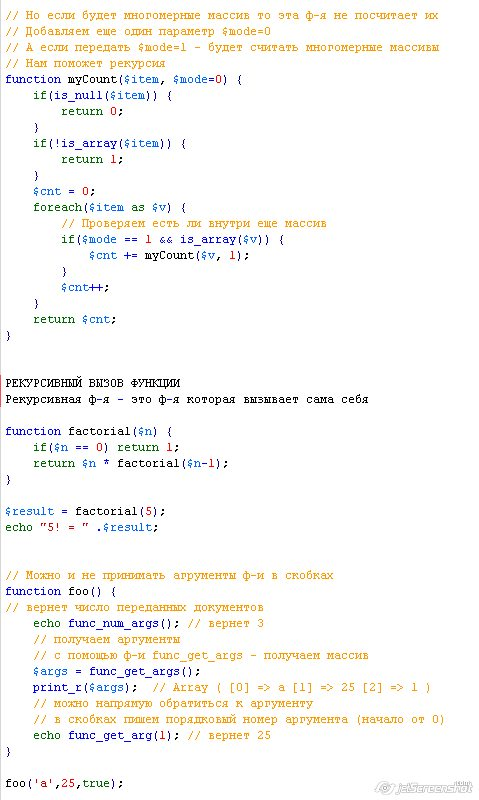 // Но если будет многомерные массив то эта ф-я не посчитает их
// Добавляем еще один параметр $mode=0
// А если передать $mode=1 - будет считать многомерные массивы
// Нам поможет рекурсия
function myCount($item, $mode=0) {
    if(is_null($item)) {
        return 0;
    }
    if(!is_array($item)) {
        return 1;
    }
    $cnt = 0;
    foreach($item as $v) {
        // Проверяем есть ли внутри еще массив
        if($mode == 1 && is_array($v)) {
            $cnt += myCount($v, 1);
        }
        $cnt++;
    }
    return $cnt;
}
РЕКУРСИВНЫЙ ВЫЗОВ ФУНКЦИИ
Рекурсивная ф-я - это ф-я которая вызывает сама себя
function factorial($n) {
    if($n == 0) return 1;
    return $n * factorial($n-1);
}
$result = factorial(5);
echo "5! = " .$result;
// Можно и не принимать аргументы ф-и в скобках
function foo() {
// вернет число переданных документов
    echo func_num_args(); // вернет 3
    // получаем аргументы
    // с помощью ф-и func_get_args - получаем массив
    $args = func_get_args();
    print_r($args);  // Array ( [0] => a [1] => 25 [2] => 1 )
    // можно напрямую обратиться к аргументу
    // в скобках пишем порядковый номер аргумента (начало от 0)
    echo func_get_arg(1); // вернет 25
}
foo('a',25,true);
jetScreenshot